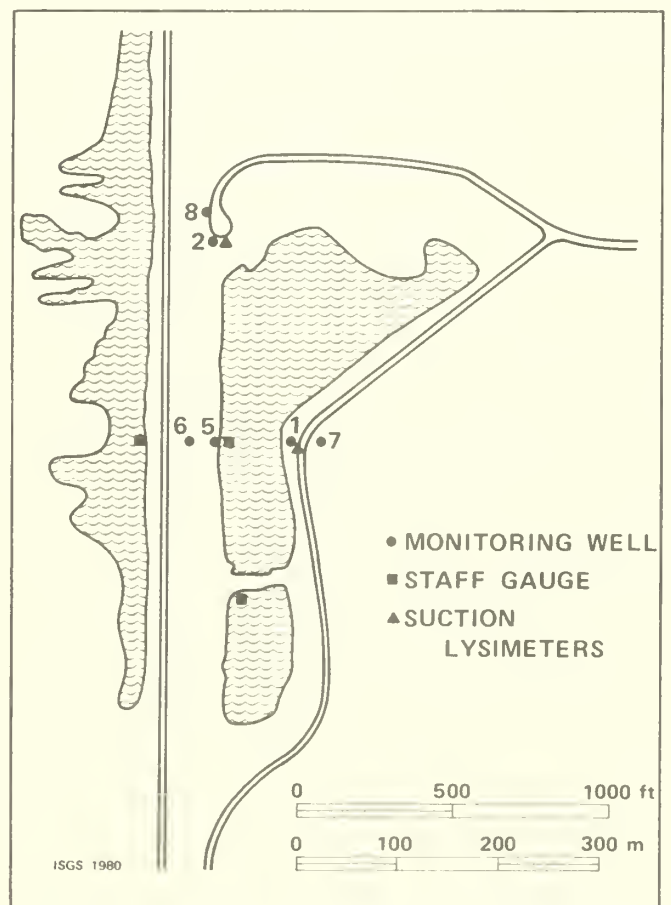 8
2
6 5 1 7
MONITORING WELL
STAFF GAUGE
SUCTION
LYSIMETERS
0 500 1000 ft
0 100 200 300 m
ISGS 1980